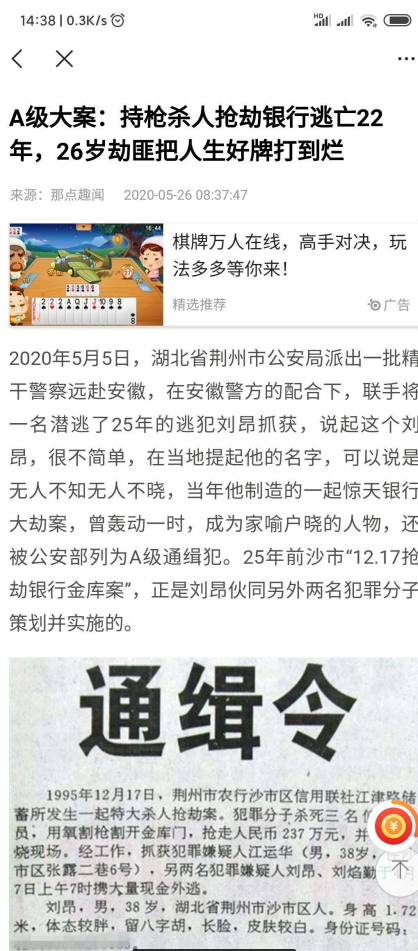 14:38 | 0.3K/s
HD
A级大案：持枪杀人抢劫银行逃亡22
年，26岁劫匪把人生好牌打到烂
来源：那点趣闻 2020-05-26 08:37:47
16:44
棋牌万人在线，高手对决，玩
法多多等你来！
精选推荐 广告
2020年5月5日，湖北省荆州市公安局派出一批精
干警察远赴安徽，在安徽警方的配合下，联手将
一名潜逃了25年的逃犯刘昂抓获，说起这个刘
昂，很不简单，在当地提起他的名字，可以说是
无人不知无人不晓，当年他制造的一起惊天银行
大劫案，曾轰动一时，成为家喻户晓的人物，还
被公安部列为A级通缉犯。25年前沙市“12.17抢
劫银行金库案”，正是刘昂伙同另外两名犯罪分子
策划并实施的。
通缉令
1995年12月17日，荆州市农行沙市区信用联社江津路储
蓄所发生一起特大杀人抢劫案。犯罪分子杀死三名
员，用氧割枪割开金库门，抢走人民币237万元，并
烧现场。经工作，抓获犯罪嫌疑人江运华（男，38岁，
市区张露二巷6号），另两名犯罪嫌疑人刘昂、刘焰勤于
7日上午7时携大量现金外逃。
刘昂，男，38岁，湖北省荆州市沙市区人。身高1.72
米，体态较胖，留八字胡，长脸，皮肤较白。身份证号码：
¥